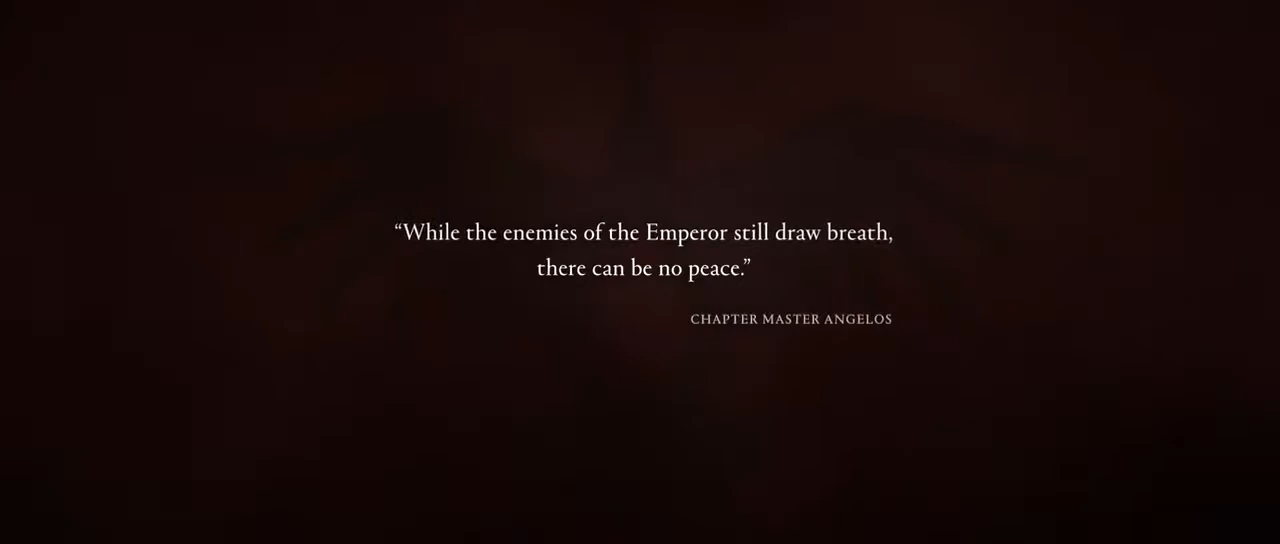 “While the enemies of the Emperor still draw breath,
there can be no peace.”
CHAPTER MASTER ANGELOS